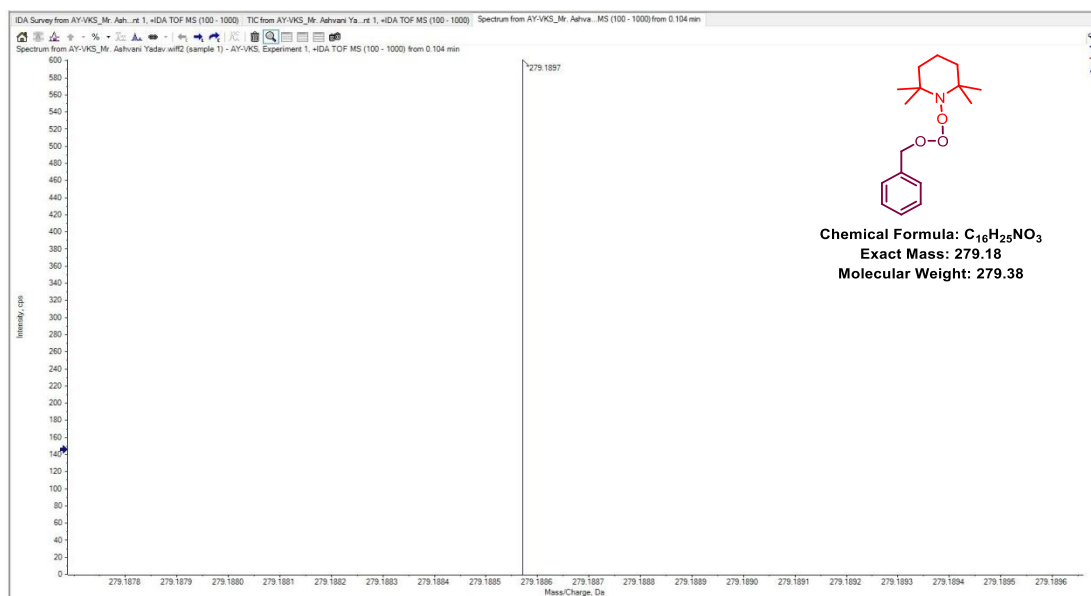 IDA Survey from AY-VKS_Mr. Ash...nt 1, +IDA TOF MS (100 - 1000) TIC from AY-VKS_Mr. Ashvani Ya...nt 1, +IDA TOF MS (100 - 1000) Spectrum from AY-VKS_Mr. Ashva...MS (100 - 1000) from 0.104 min
%
Spectrum from AY-VKS_Mr. Ashvani Yadav.wiff2 (sample 1) - AY-VKS, Experiment 1, +IDA TOF MS (100 - 1000) from 0.104 min
600
580
560
540
520
500
480
460
440
420
400
380
360
340
320
300
280
260
240
220
200
180
160
140
120
100
80
60
40
20
0
Intensity, cps
*279.1897
N
O
O
O
Chemical Formula: C16H25NO3
Exact Mass: 279.18
Molecular Weight: 279.38
279.1878 279.1879 279.1880 279.1881 279.1882 279.1883 279.1884 279.1885 279.1886 279.1887 279.1888 279.1889 279.1890 279.1891 279.1892 279.1893 279.1894 279.1895 279.1896
Mass/Charge, Da